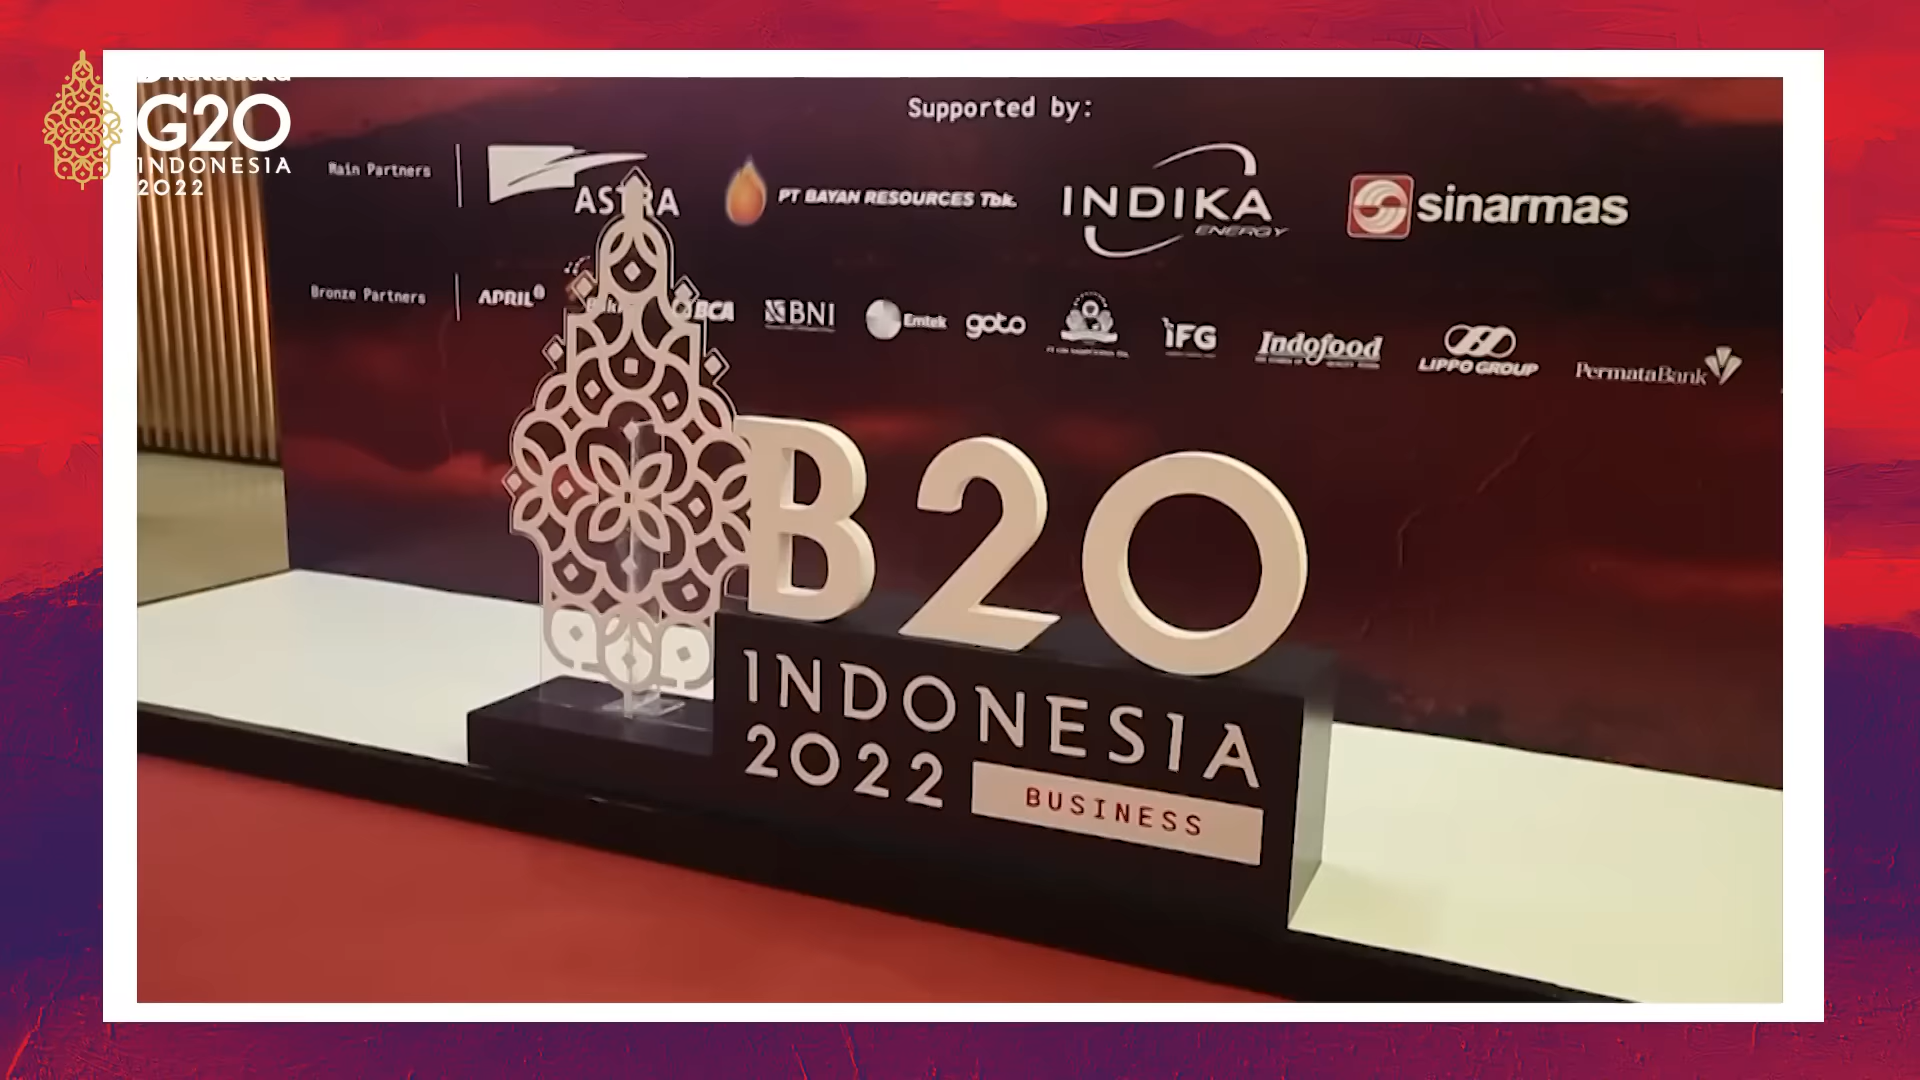 G20
INDONESIA
2022
Supported by:
Main Partners
ASTRA
PT BAYAN RESOURCES Tbk.
INDIKA
ENERGY
sinarmas
Bronze Partners
APRIL
BCA
BNI
Emtek
goto
IFG
Indofood
LIPPO GROUP
PermataBank
B20
INDONESIA
2022
BUSINESS